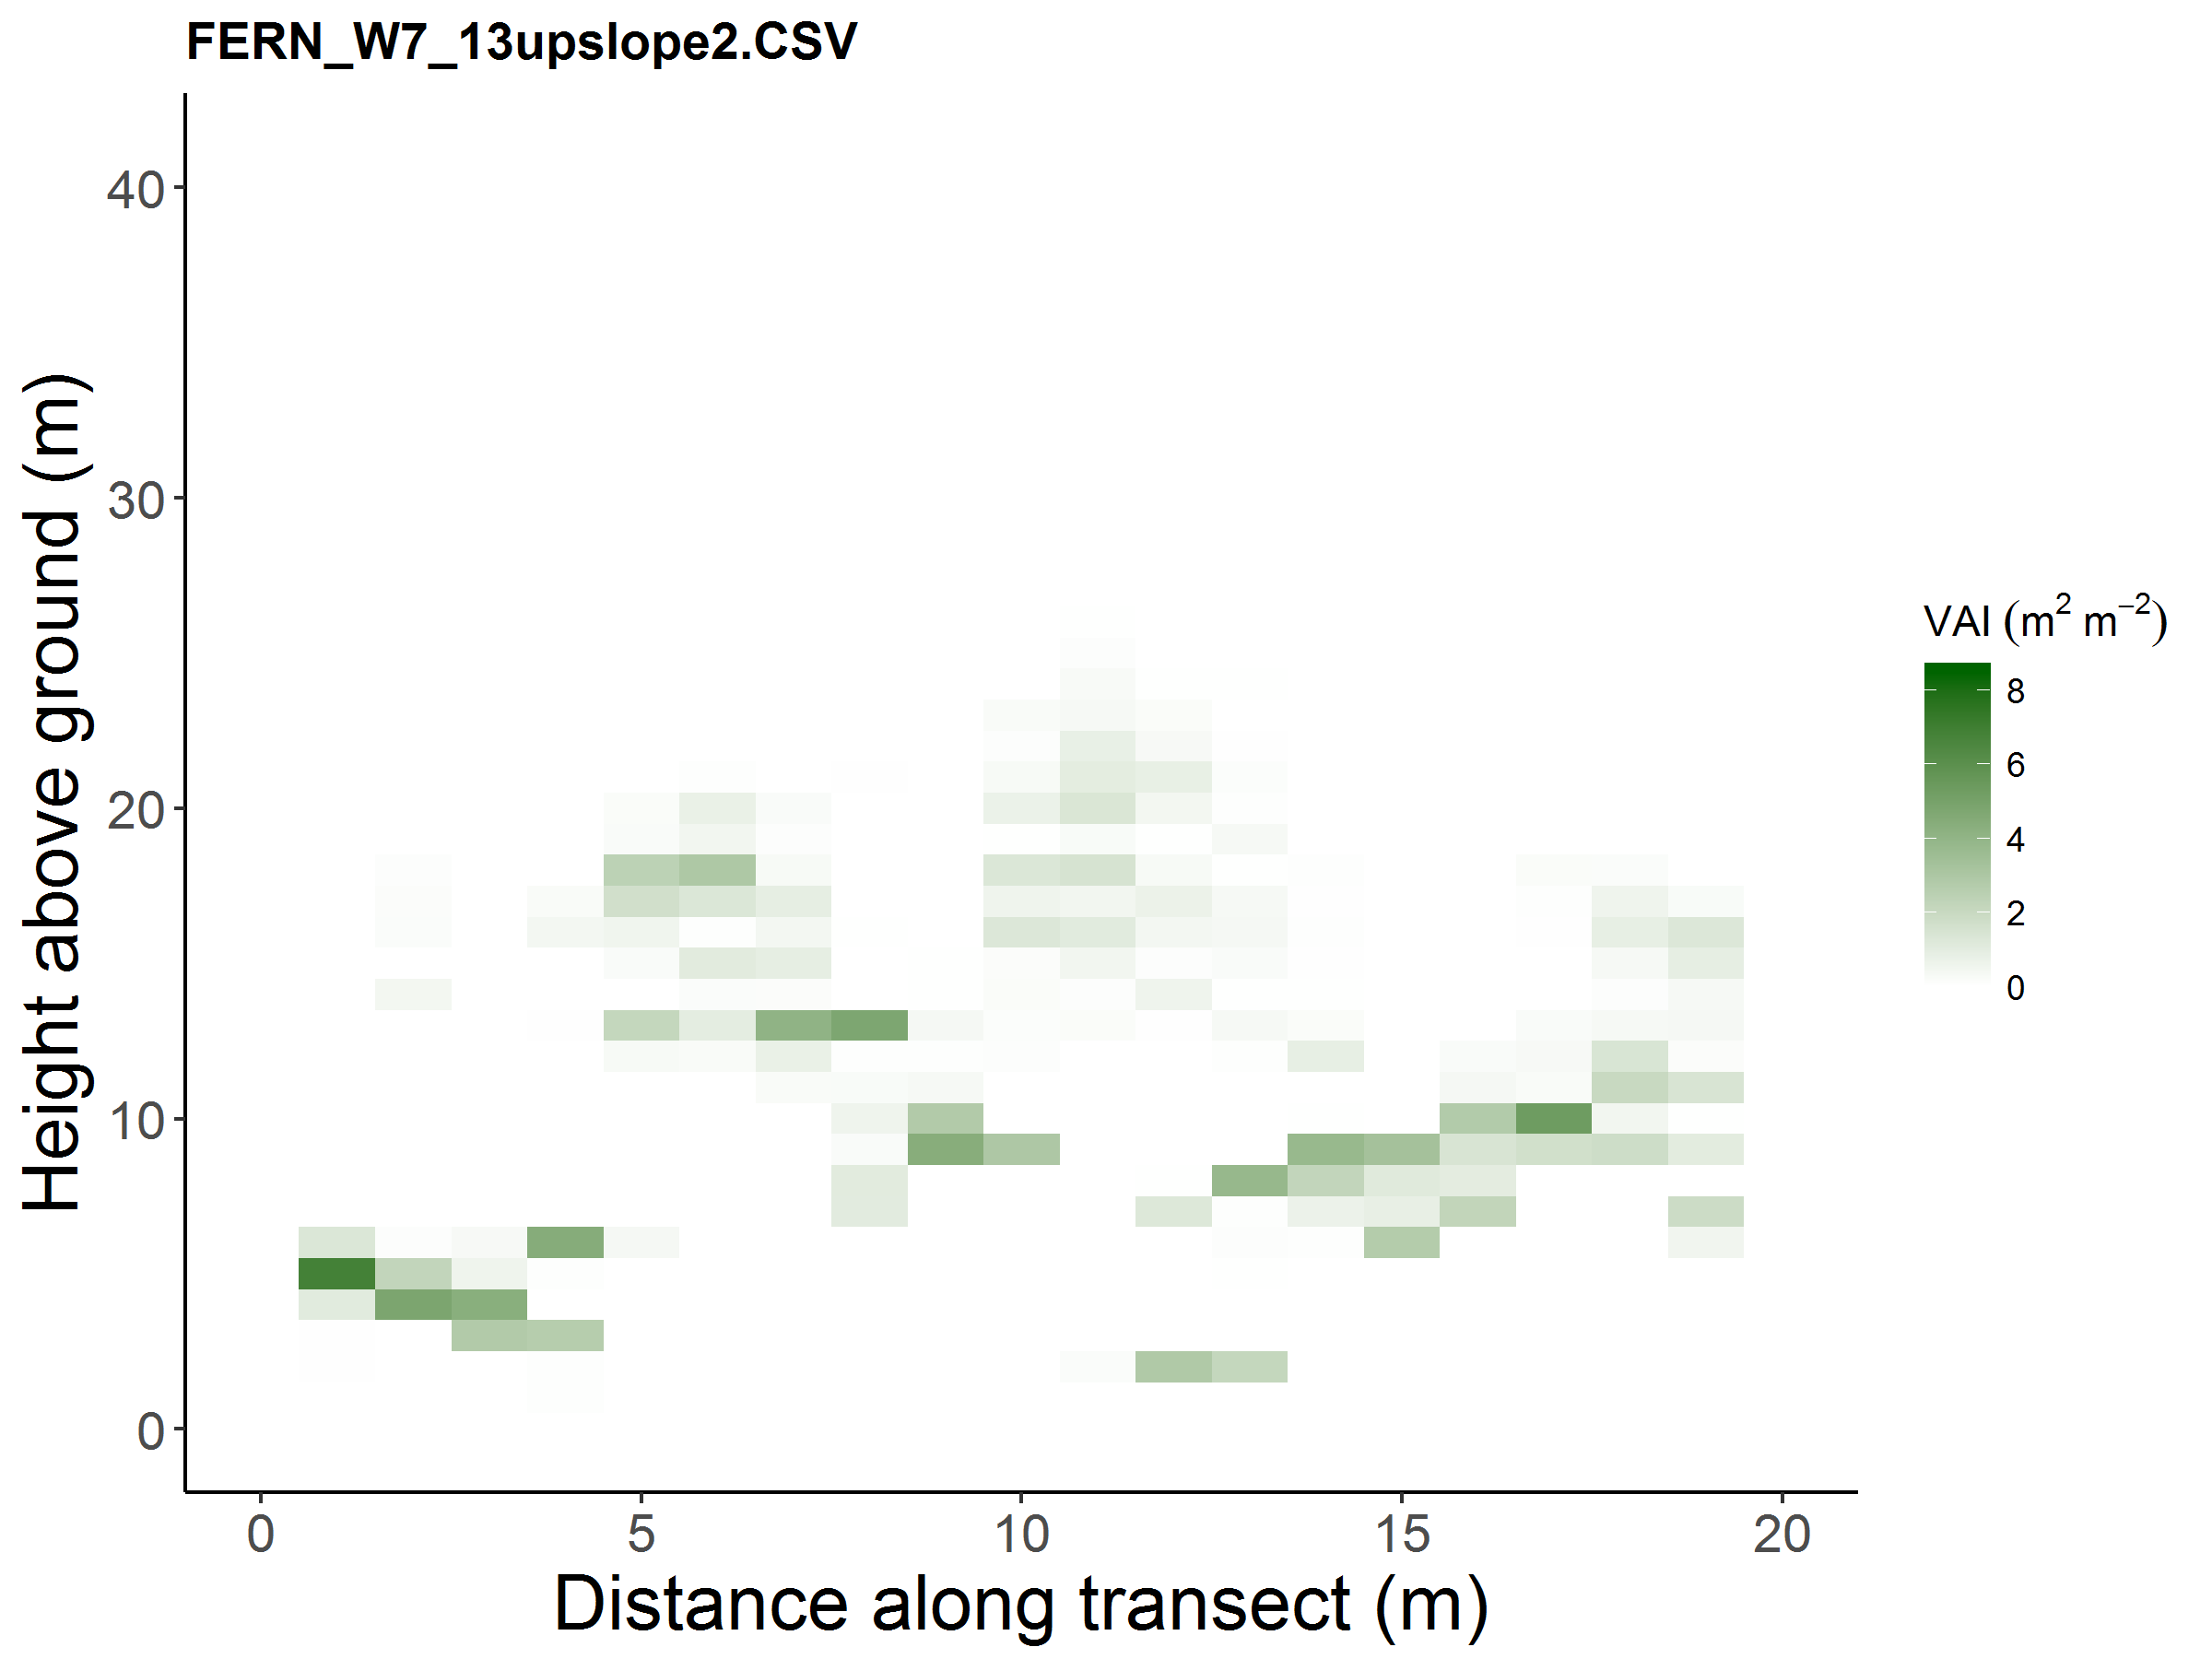 FERN_W7_13upslope2.CSV
Height above ground (m)
40
30
20
10
0
0 5 10 15 20
Distance along transect (m)
VAI (m² m⁻²)
8
6
4
2
0